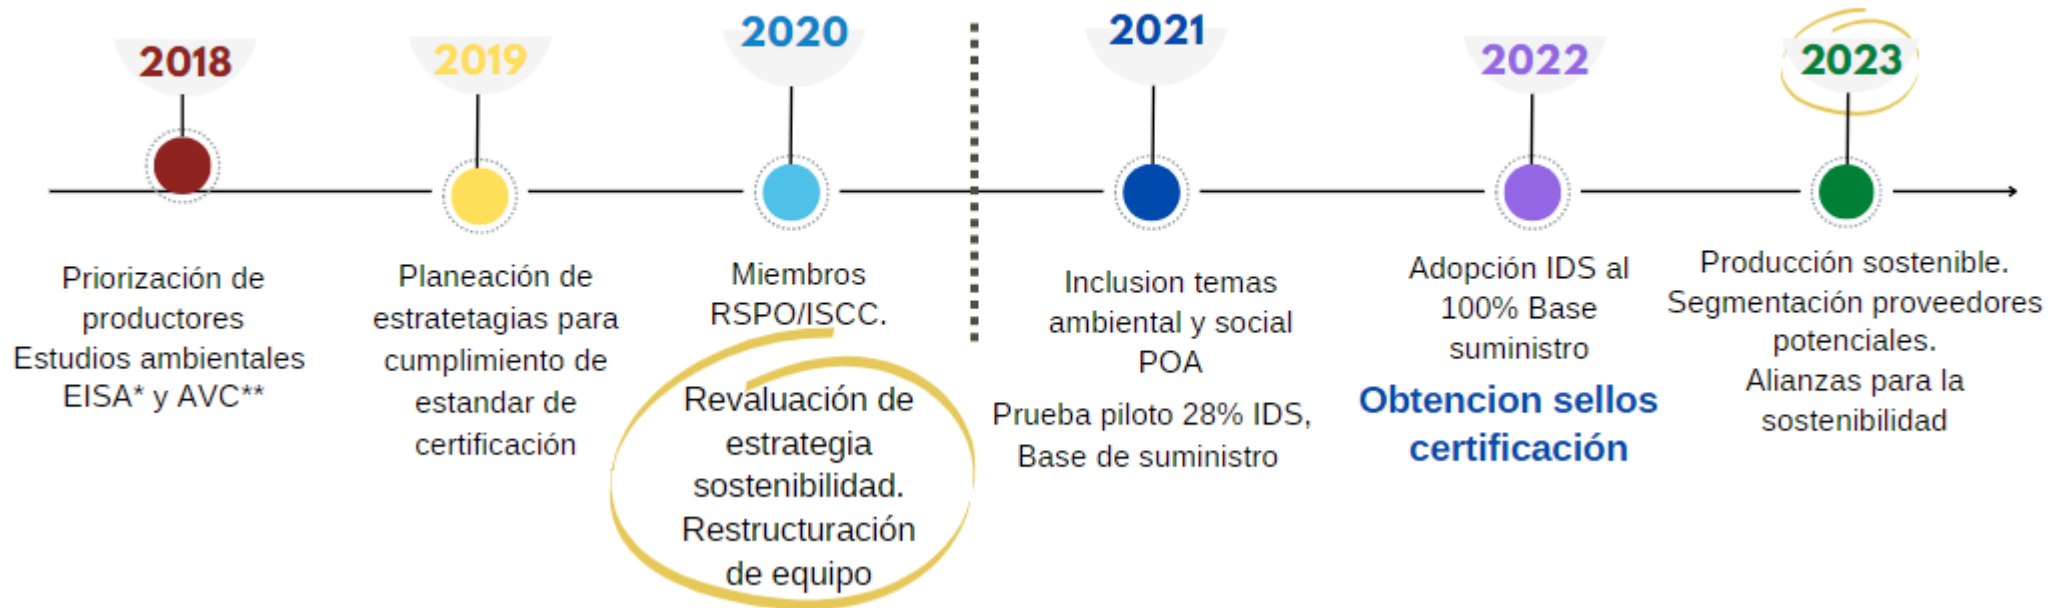 2018
Priorización de
productores
Estudios ambientales
EISA* y AVC**
2019
Planeación de
estratetagias para
cumplimiento de
estandar de
certificación
2020
Miembros
RSPO/ISCC.
Revaluación de
estrategia
sostenibilidad.
Restructuración
de equipo
2021
Inclusion temas
ambiental y social
POA
Prueba piloto 28% IDS,
Base de suministro
2022
Adopción IDS al
100% Base
suministro
Obtencion sellos
certificación
2023
Producción sostenible.
Segmentación proveedores
potenciales.
Alianzas para la
sostenibilidad